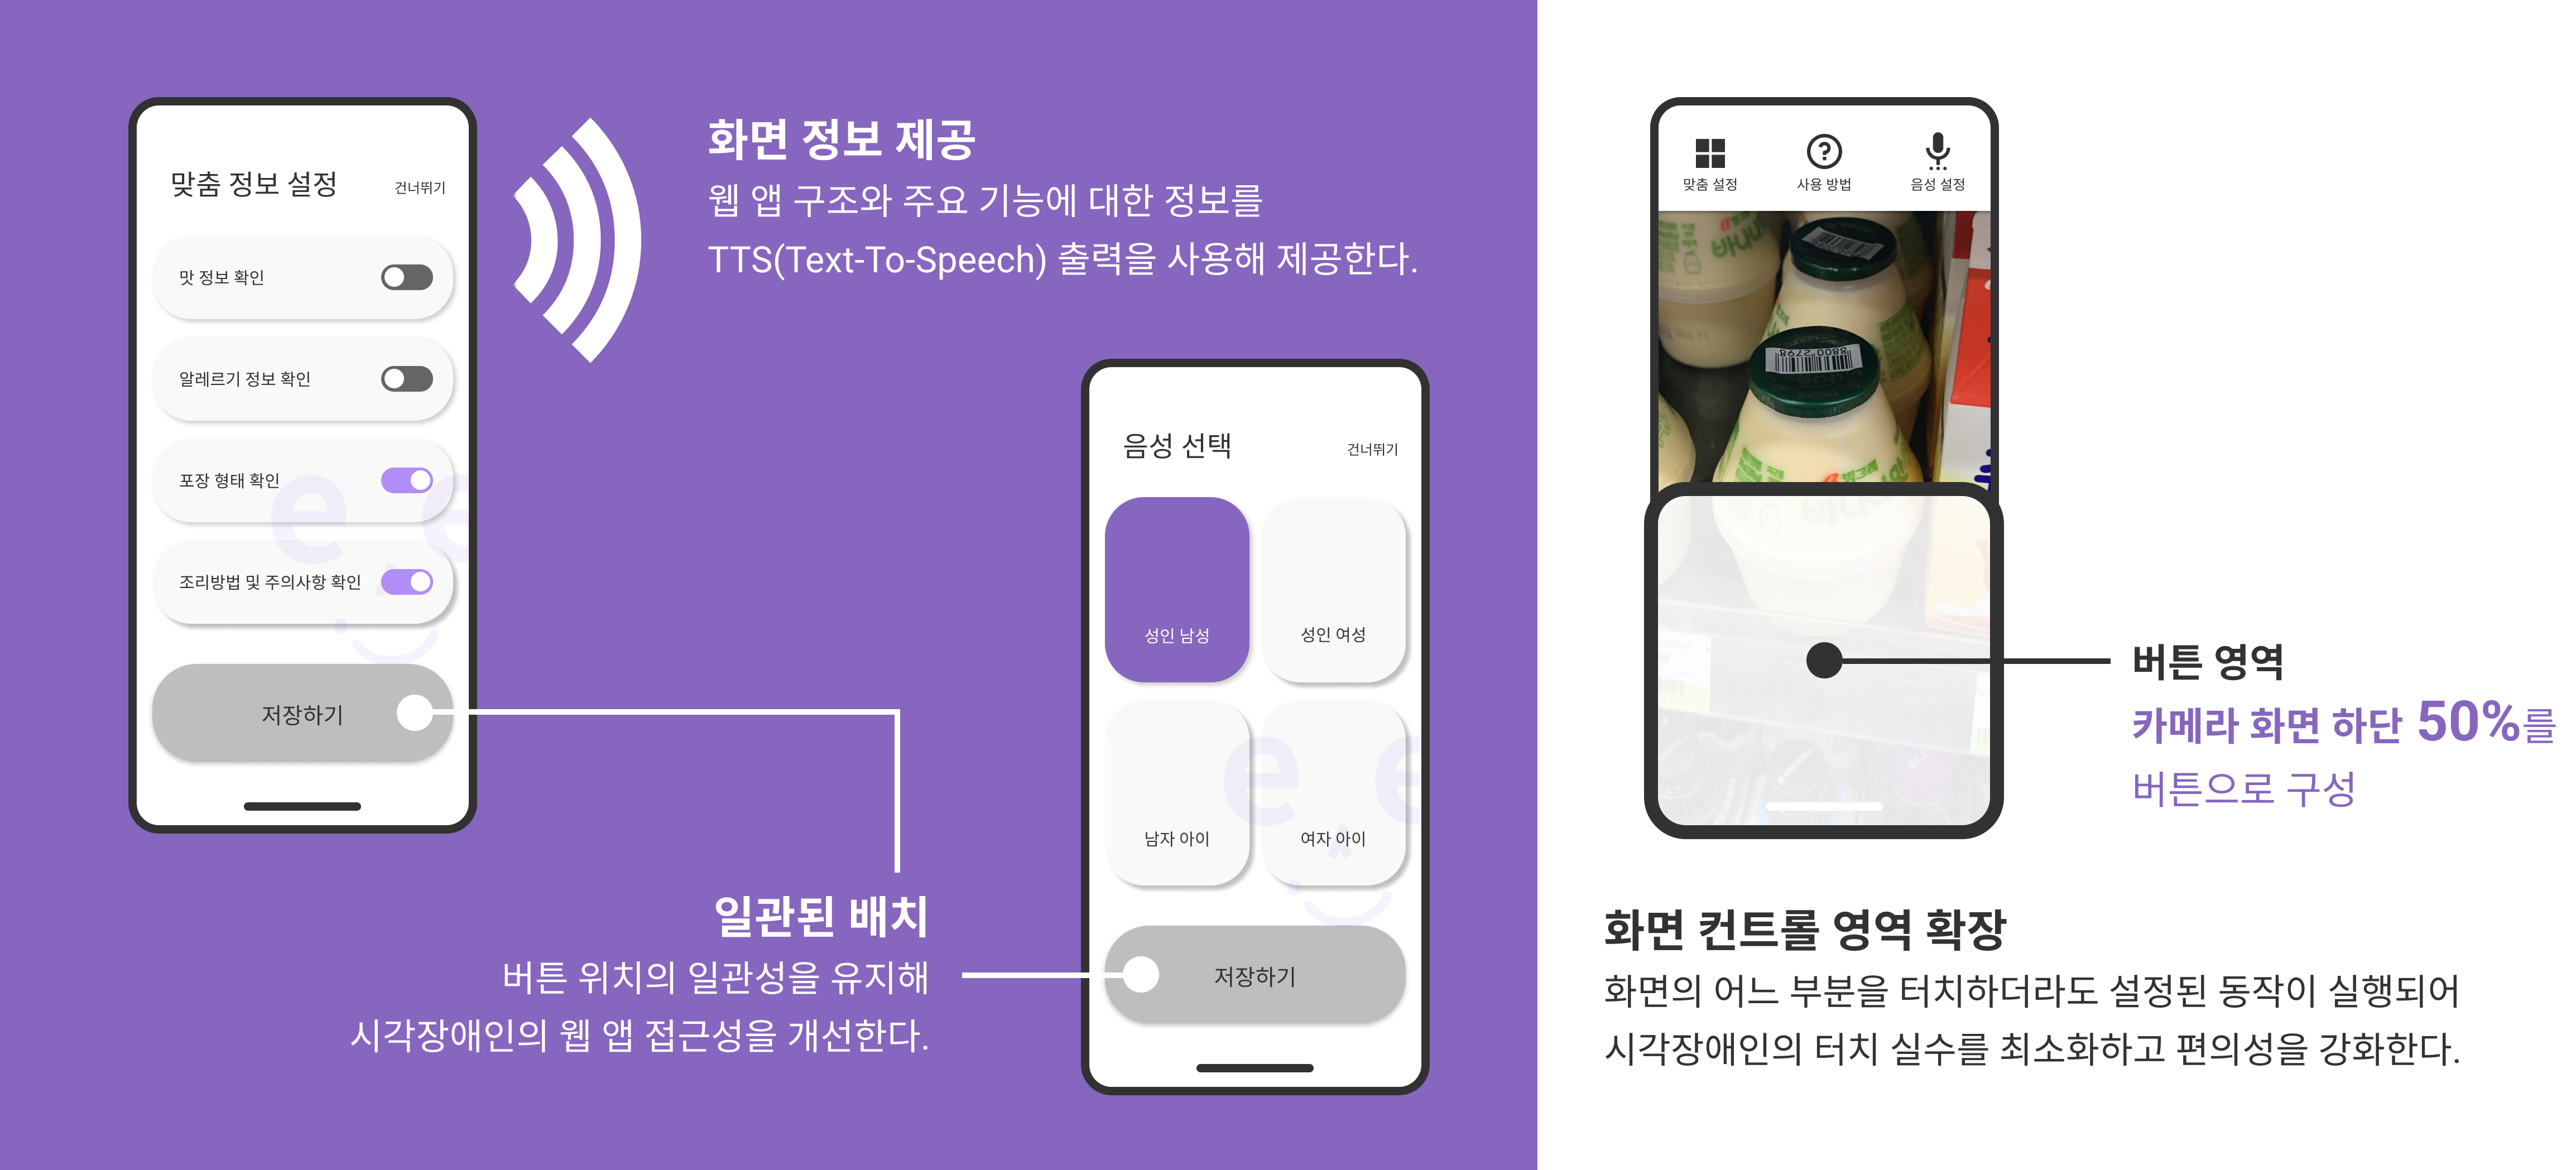 맞춤 정보 설정
건너뛰기
맛 정보 확인
알레르기 정보 확인
포장 형태 확인
조리방법 및 주의사항 확인
저장하기
화면 정보 제공
웹 앱 구조와 주요 기능에 대한 정보를
TTS(Text-To-Speech) 출력을 사용해 제공한다.
일관된 배치
버튼 위치의 일관성을 유지해
시각장애인의 웹 앱 접근성을 개선한다.
음성 선택
건너뛰기
성인 남성
성인 여성
남자 아이
여자 아이
e e
저장하기
맞춤 설정
사용 방법
음성 설정
바나나
8800 2798
빙그레
버튼 영역
카메라 화면 하단 50%를
버튼으로 구성
화면 컨트롤 영역 확장
화면의 어느 부분을 터치하더라도 설정된 동작이 실행되어
시각장애인의 터치 실수를 최소화하고 편의성을 강화한다.